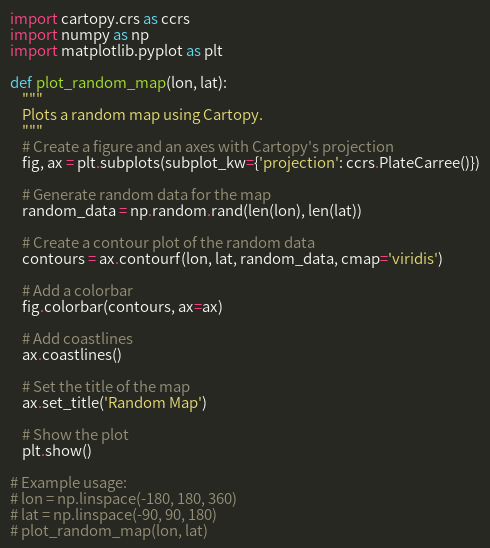 import cartopy.crs as ccrs
import numpy as np
import matplotlib.pyplot as plt

def plot_random_map(lon, lat):
    """
    Plots a random map using Cartopy.
    """
    # Create a figure and an axes with Cartopy's projection
    fig, ax = plt.subplots(subplot_kw={'projection': ccrs.PlateCarree()})

    # Generate random data for the map
    random_data = np.random.rand(len(lon), len(lat))

    # Create a contour plot of the random data
    contours = ax.contourf(lon, lat, random_data, cmap='viridis')

    # Add a colorbar
    fig.colorbar(contours, ax=ax)

    # Add coastlines
    ax.coastlines()

    # Set the title of the map
    ax.set_title('Random Map')

    # Show the plot
    plt.show()

# Example usage:
# lon = np.linspace(-180, 180, 360)
# lat = np.linspace(-90, 90, 180)
# plot_random_map(lon, lat)